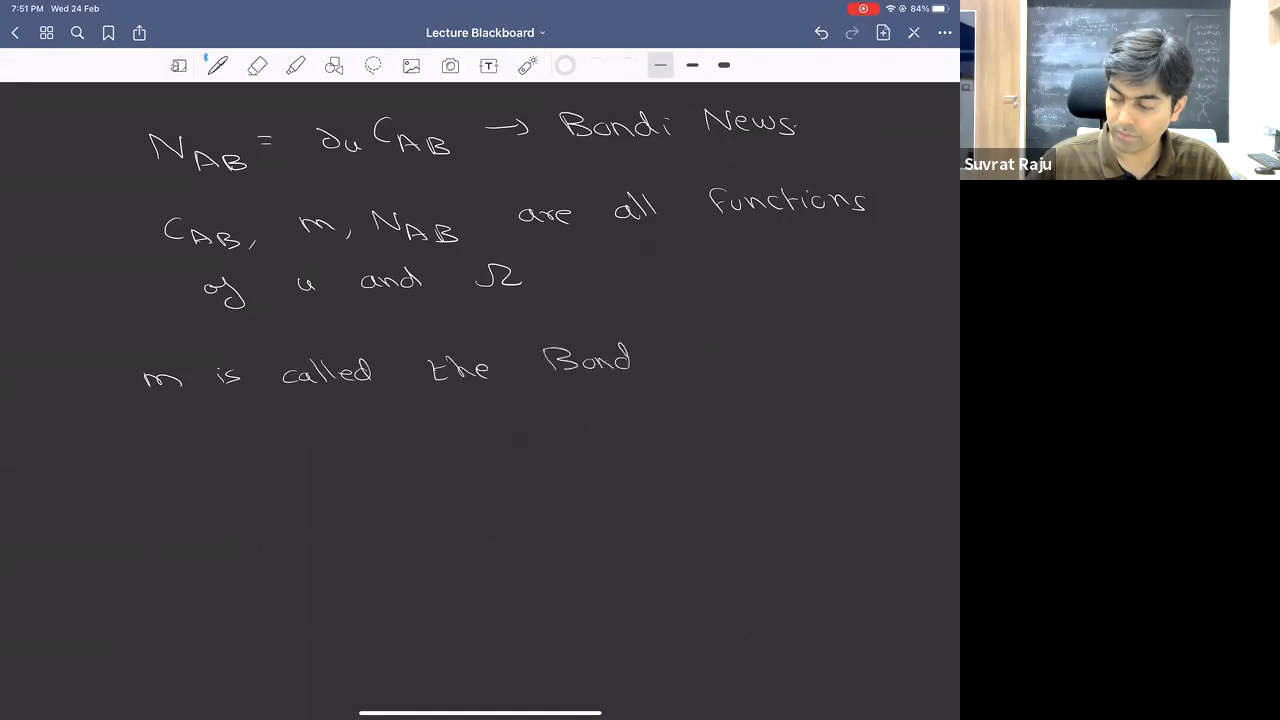 7:51 PM Wed 24 Feb
84%
Lecture Blackboard
T
N_AB = ∂u C_AB → Bondi News.
C_AB, m, N_AB are all functions
of u and Ω
m is called the Bond
Suvrat Raju